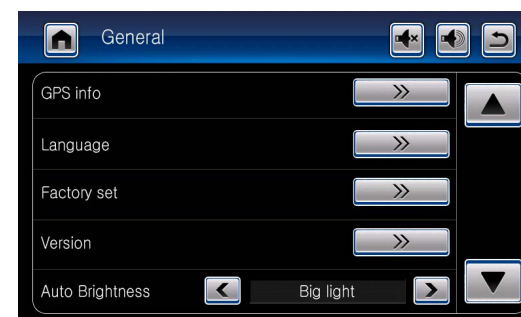 General
GPS info
Language
Factory set
Version
Auto Brightness Big light